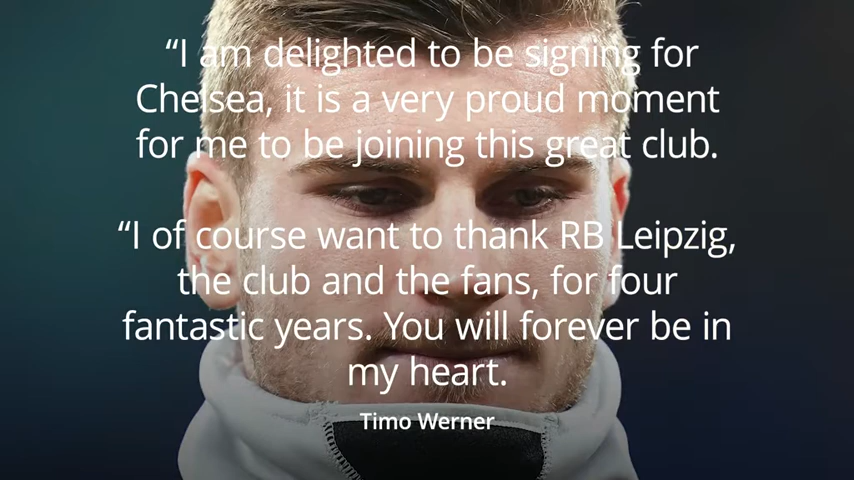 “I am delighted to be signing for
Chelsea, it is a very proud moment
for me to be joining this great club.
“I of course want to thank RB Leipzig,
the club and the fans, for four
fantastic years. You will forever be in
my heart.
Timo Werner